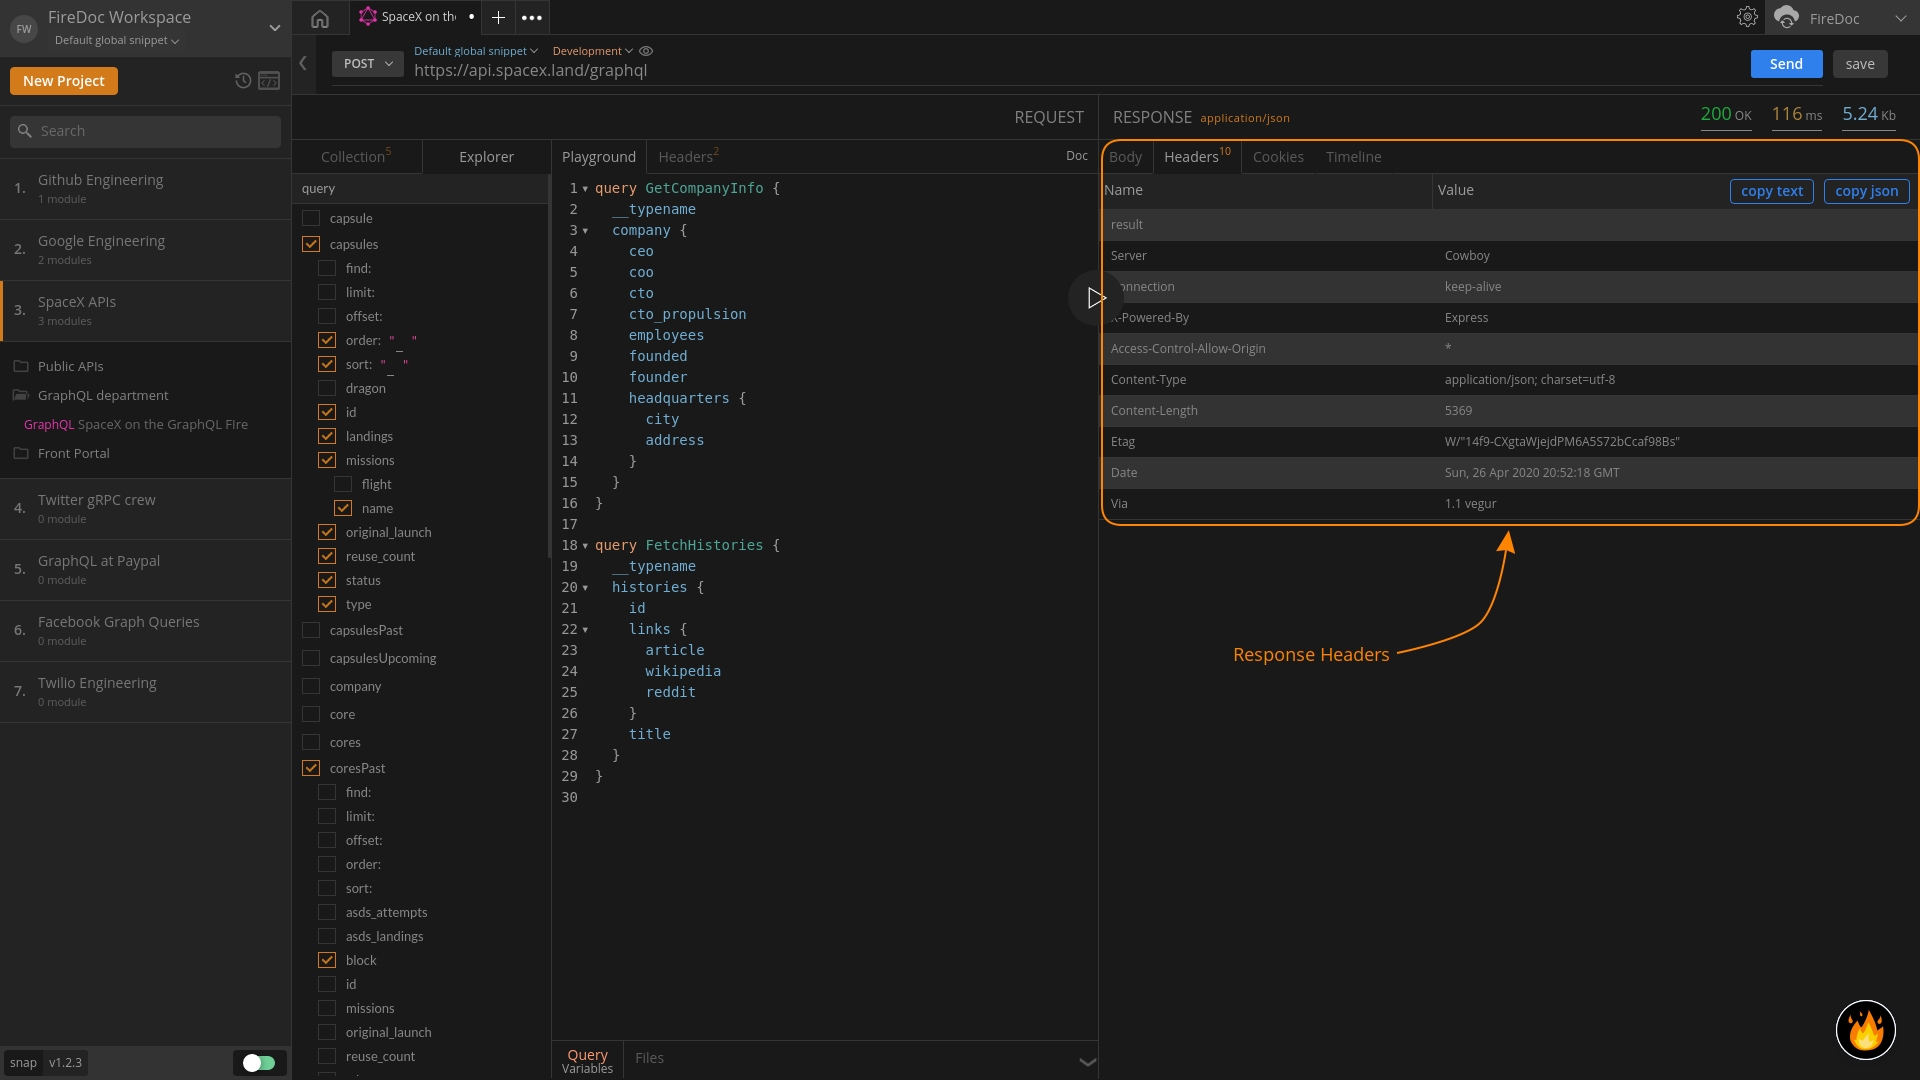 FW
FireDoc Workspace
Default global snippet
New Project
Search
1. Github Engineering
1 module
2. Google Engineering
2 modules
3. SpaceX APIs
3 modules
Public APIs
GraphQL department
GraphQL SpaceX on the GraphQL FIre
Front Portal
4. Twitter gRPC crew
0 module
5. GraphQL at Paypal
0 module
6. Facebook Graph Queries
0 module
7. Twilio Engineering
0 module
snap v1.2.3
SpaceX on the
FireDoc
POST
Default global snippet Development
https://api.spacex.land/graphql
Send save
REQUEST
Collection5 Explorer
query
capsule
capsules
find:
limit:
offset:
order: "_ "
sort: "_ "
dragon
id
landings
missions
flight
name
original_launch
reuse_count
status
type
capsulesPast
capsulesUpcoming
company
core
cores
coresPast
find:
limit:
offset:
order:
sort:
asds_attempts
asds_landings
block
id
missions
original_launch
reuse_count
Playground Headers2 Doc
1 query GetCompanyInfo {
2 __typename
3 company {
4 ceo
5 coo
6 cto
7 cto_propulsion
8 employees
9 founded
10 founder
11 headquarters {
12 city
13 address
14 }
15 }
16 }
17
18 query FetchHistories {
19 __typename
20 histories {
21 id
22 links {
23 article
24 wikipedia
25 reddit
26 }
27 title
28 }
29 }
30
Query
Variables
Files
RESPONSE application/json 200 OK 116 ms 5.24 Kb
Body Headers10 Cookies Timeline
Name Value copy text copy json
result
Server Cowboy
onnection keep-alive
X-Powered-By Express
Access-Control-Allow-Origin *
Content-Type application/json; charset=utf-8
Content-Length 5369
Etag W/"14f9-CXgtaWjejdPM6A5S72bCcaf98Bs"
Date Sun, 26 Apr 2020 20:52:18 GMT
Via 1.1 vegur
Response Headers